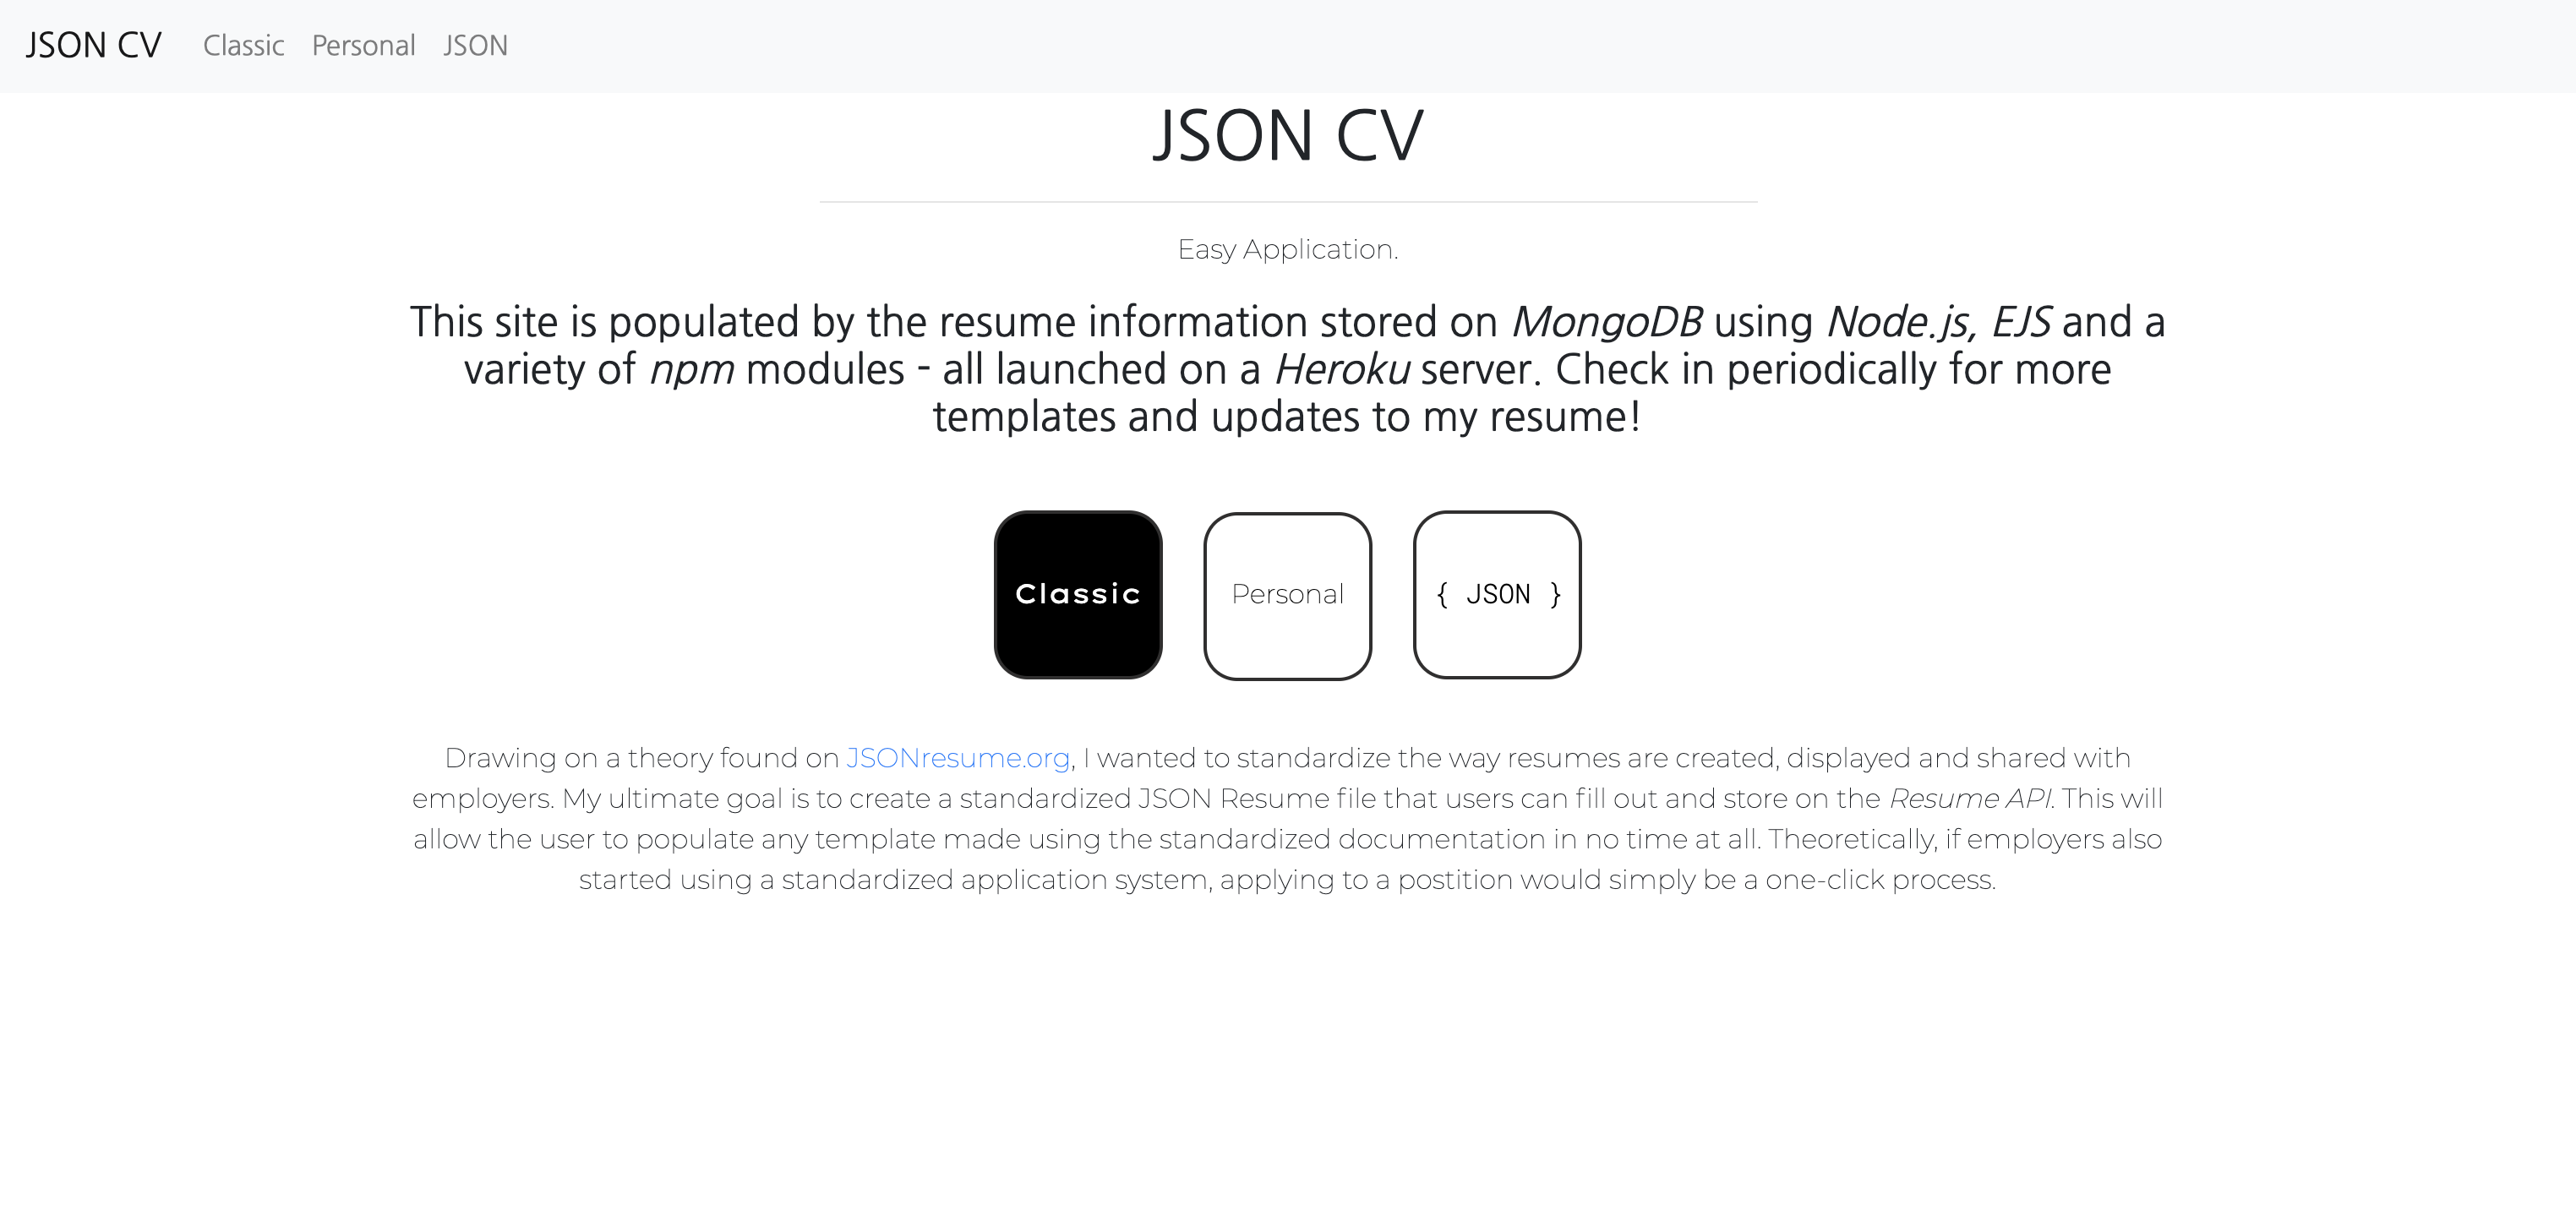 JSON CV Classic Personal JSON
JSON CV
Easy Application.
This site is populated by the resume information stored on MongoDB using Node.js, EJS and a
variety of npm modules - all launched on a Heroku server. Check in periodically for more
templates and updates to my resume!
Classic Personal { JSON }
Drawing on a theory found on JSONresume.org, I wanted to standardize the way resumes are created, displayed and shared with
employers. My ultimate goal is to create a standardized JSON Resume file that users can fill out and store on the Resume API. This will
allow the user to populate any template made using the standardized documentation in no time at all. Theoretically, if employers also
started using a standardized application system, applying to a postition would simply be a one-click process.